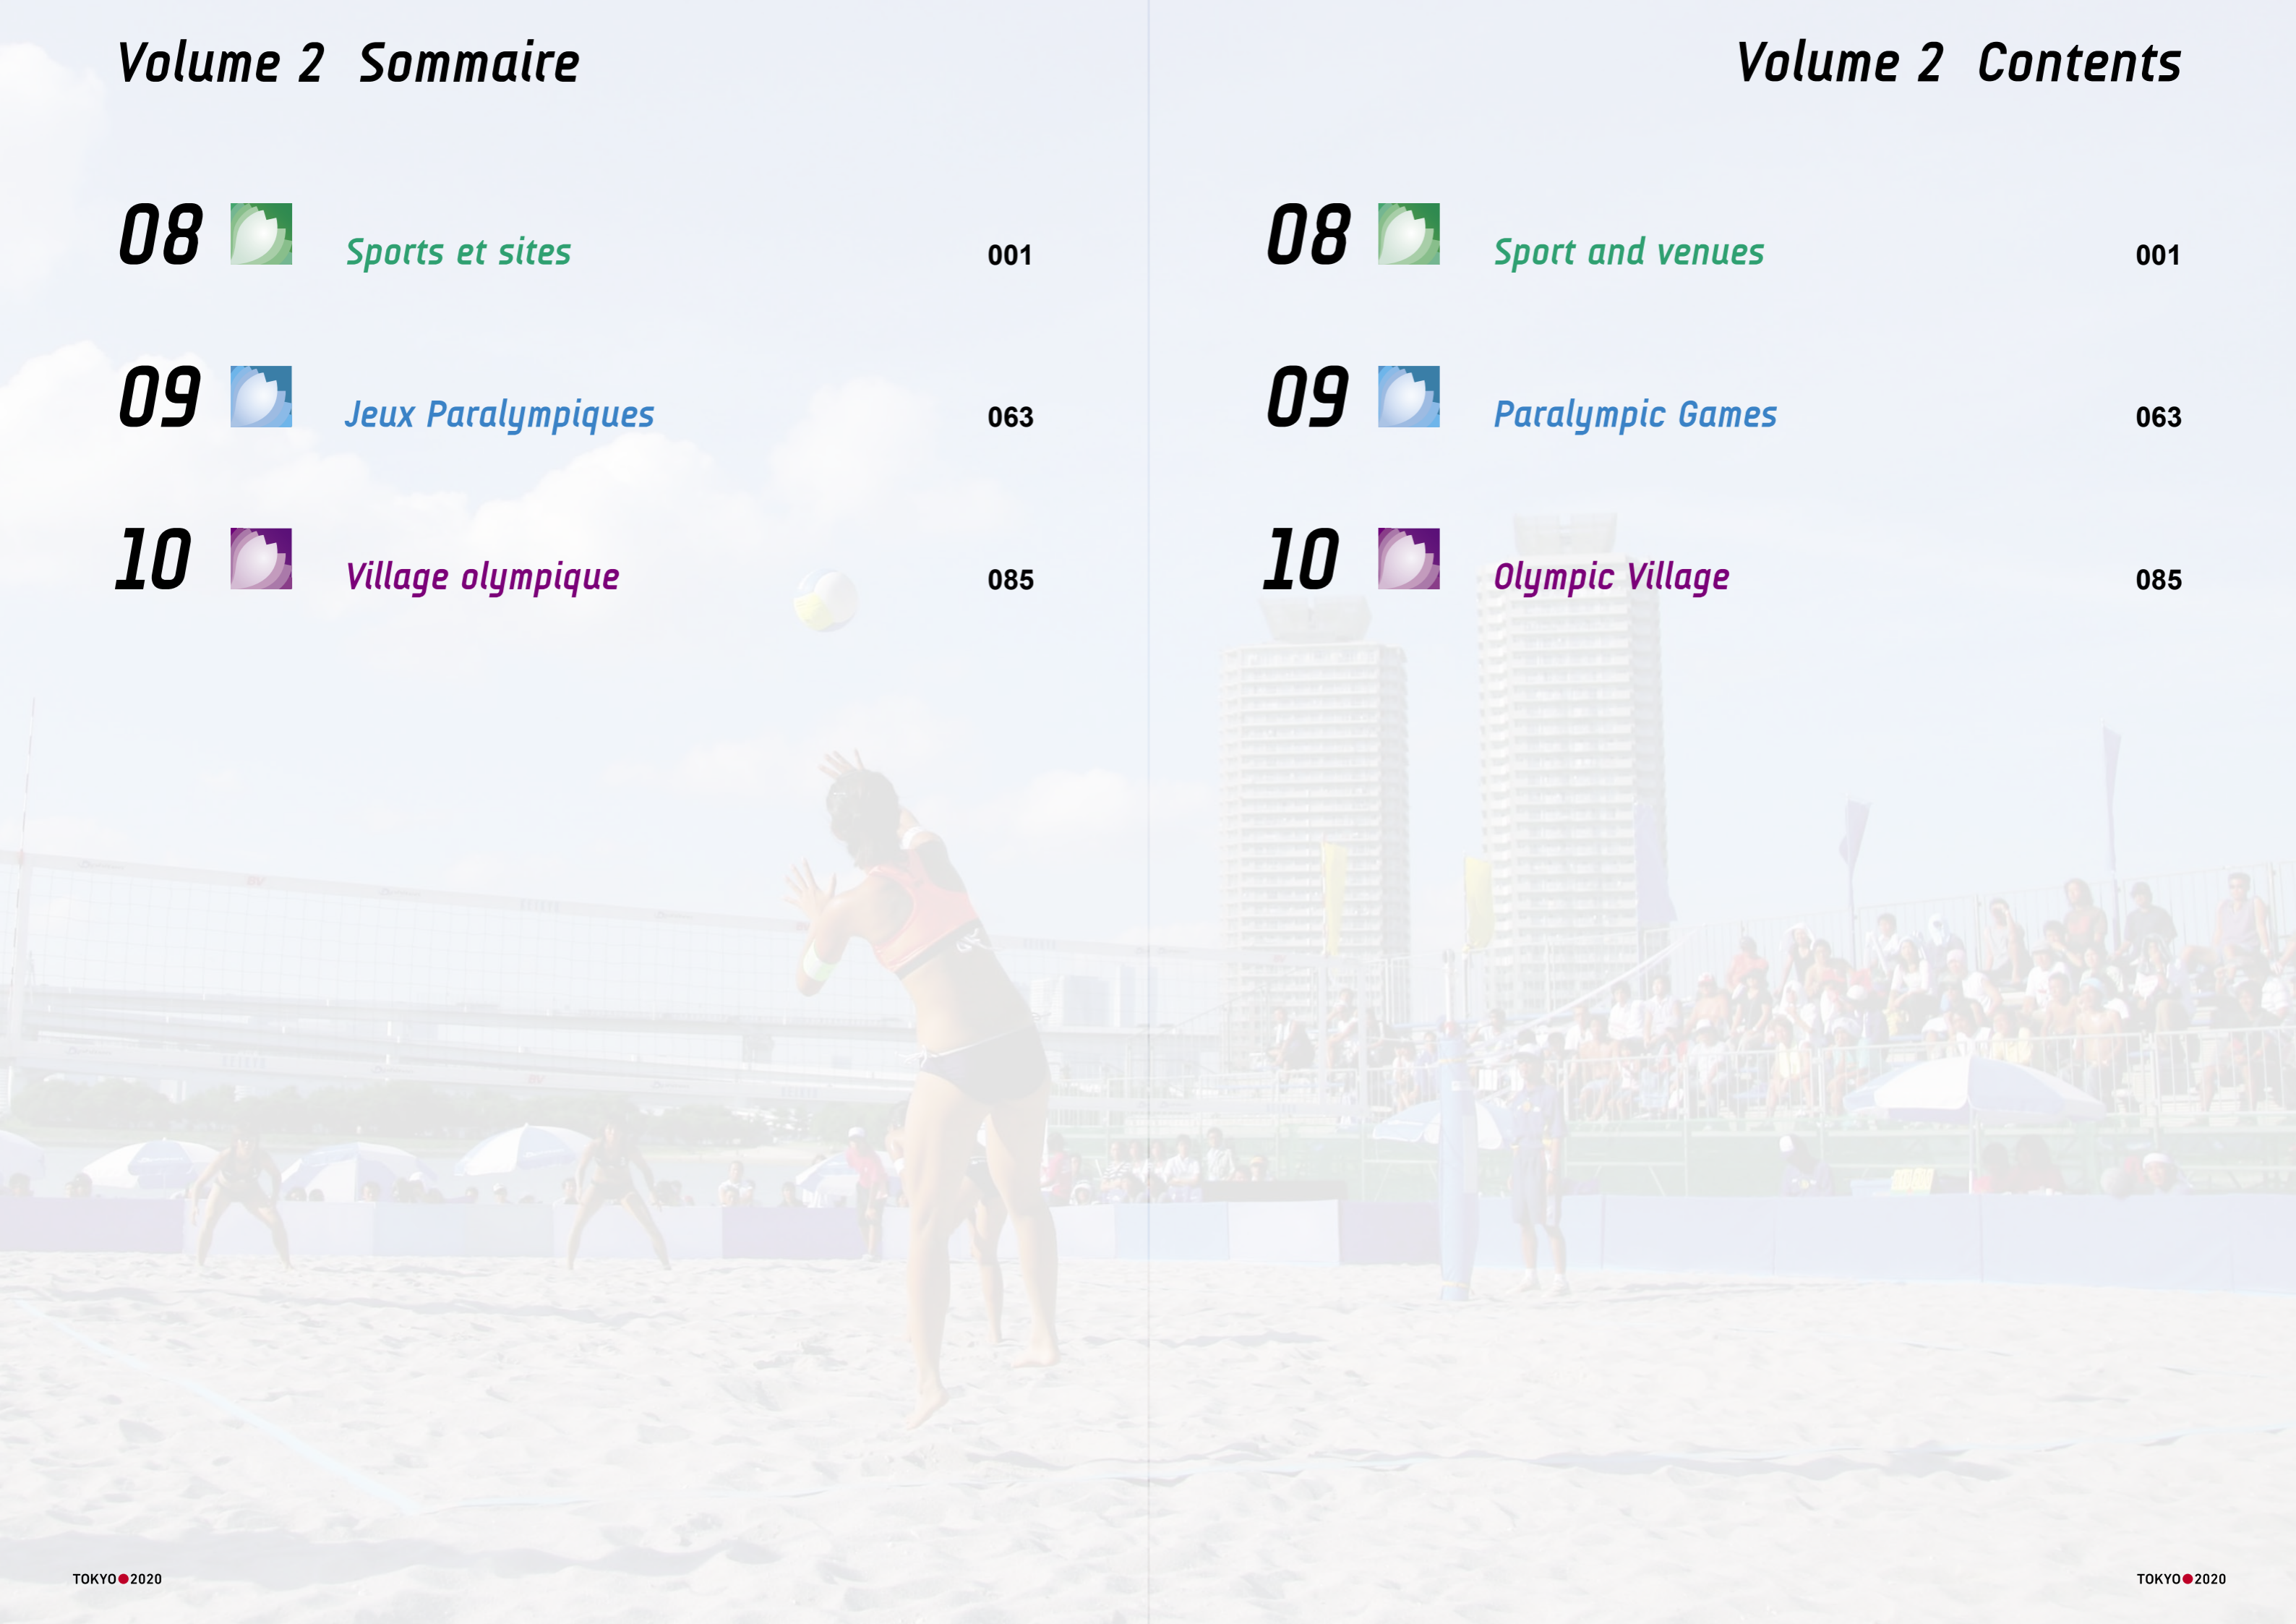 Volume 2 Sommaire
08 Sports et sites 001
09 Jeux Paralympiques 063
10 Village olympique 085
TOKYO●2020
Volume 2 Contents
08 Sport and venues 001
09 Paralympic Games 063
10 Olympic Village 085
TOKYO●2020